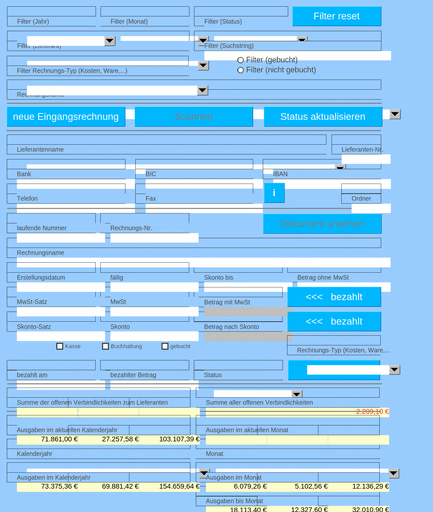 Filter (Jahr) Filter (Monat) Filter (Status) Filter reset
Filter (Lieferant) Filter (Suchstring)
Filter (gebucht)
Filter Rechnungs-Typ (Kosten, Ware,...) Filter (nicht gebucht)
Rechnungsname
neue Eingangsrechnung Status aktualisieren
Lieferantenname Lieferanten-Nr.
Bank BIC IBAN
Telefon Fax i Ordner
laufende Nummer Rechnungs-Nr.
Rechnungsname
Erstellungsdatum fällig Skonto bis Betrag ohne MwSt
MwSt-Satz MwSt Betrag mit MwSt <<< bezahlt
Skonto-Satz Skonto Betrag nach Skonto <<< bezahlt
Kasse Buchhaltung gebucht Rechnungs-Typ (Kosten, Ware,...
bezahlt am bezahlter Betrag Status
Summe der offenen Verbindlichkeiten zum Lieferanten Summe aller offenen Verbindlichkeiten
2.209,10 €
Ausgaben im aktuellen Kalenderjahr Ausgaben im aktuellen Monat
71.861,00 € 27.257,58 € 103.107,39 €
Kalenderjahr Monat
Ausgaben im Kalenderjahr Ausgaben im Monat
73.375,36 € 69.881,42 € 154.659,64 € 6.079,26 € 5.102,56 € 12.136,29 €
Ausgaben bis Monat
18.113,40 € 12.327,60 € 32.010,90 €